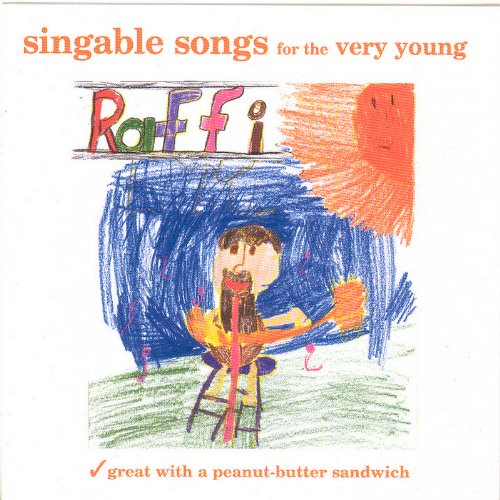 singable songs for the very young
Raffi
✓great with a peanut-butter sandwich